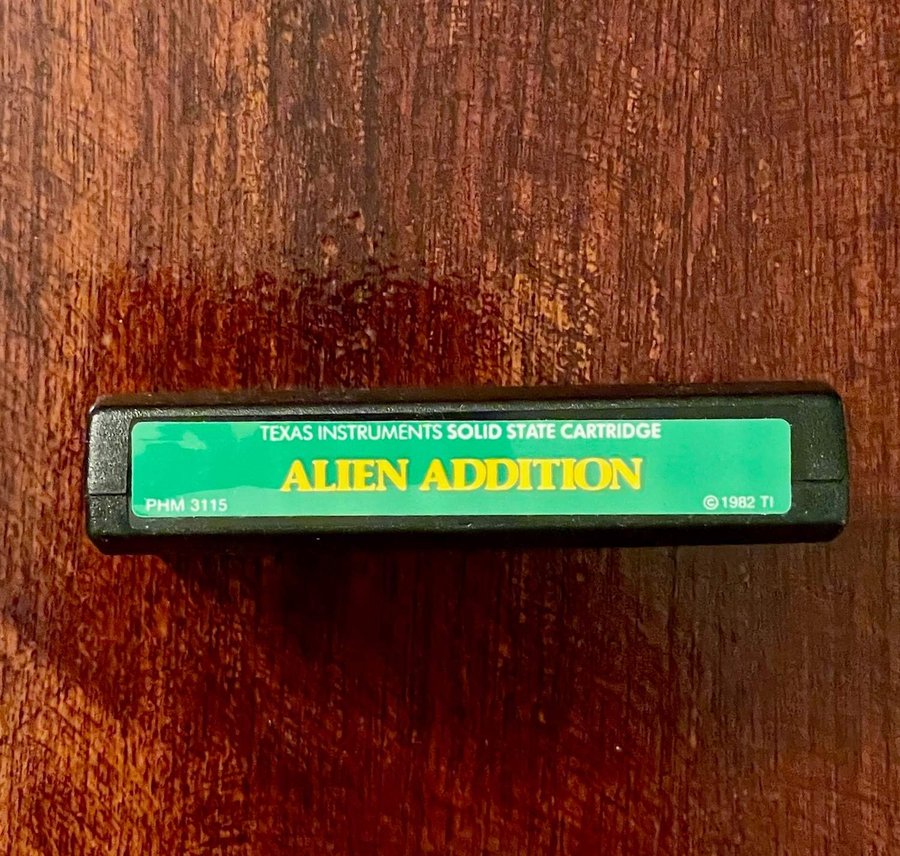 TEXAS INSTRUMENTS SOLID STATE CARTRIDGE
ALIEN ADDITION
PHM 3115 ©1982 TI